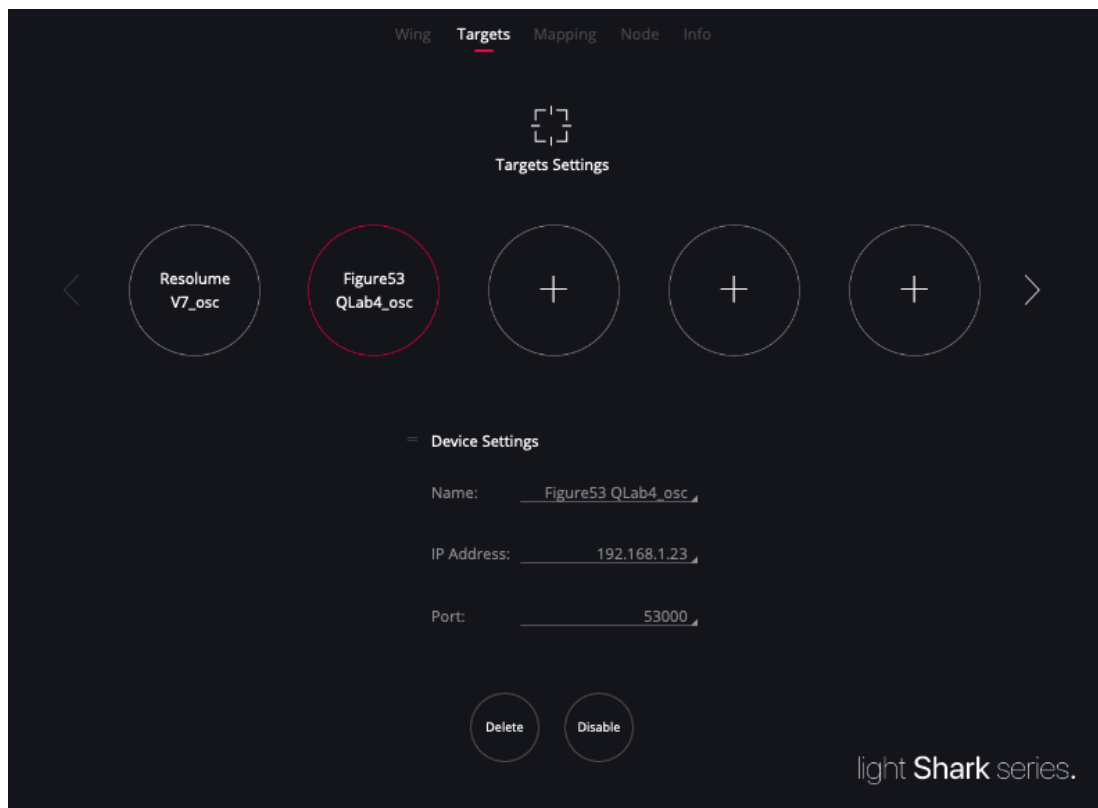 Wing Targets Mapping Node Info
Targets Settings
Resolume
V7_osc
Figure53
QLab4_osc
Device Settings
Name: Figure53 QLab4_osc
IP Address: 192.168.1.23
Port: 53000
Delete Disable
light Shark series.